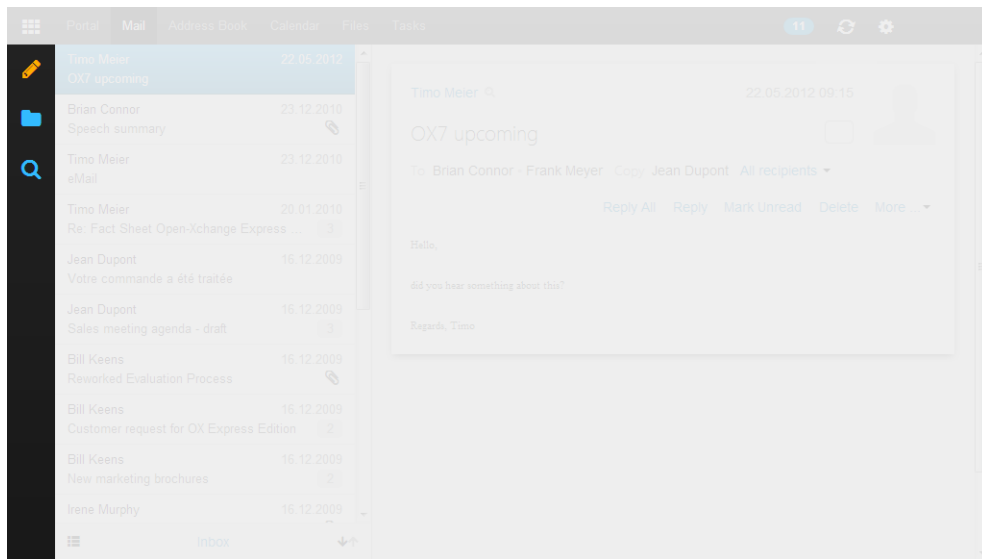 Portal Mail Address Book Calendar Files Tasks 11
Timo Meier 22.05.2012
OX7 upcoming
Brian Connor 23.12.2010
Speech summary
Timo Meier 23.12.2010
eMail
Timo Meier 20.01.2010
Re: Fact Sheet Open-Xchange Express ... 3
Jean Dupont 16.12.2009
Votre commande a été traitée
Jean Dupont 16.12.2009
Sales meeting agenda - draft 3
Bill Keens 16.12.2009
Reworked Evaluation Process
Bill Keens 16.12.2009
Customer request for OX Express Edition 2
Bill Keens 16.12.2009
New marketing brochures 2
Irene Murphy 16.12.2009
Inbox
Timo Meier 22.05.2012 09:15
OX7 upcoming
To: Brian Connor - Frank Meyer Copy: Jean Dupont All recipients
Reply All Reply Mark Unread Delete More ...
Hello,
did you hear something about this?
Regards, Timo